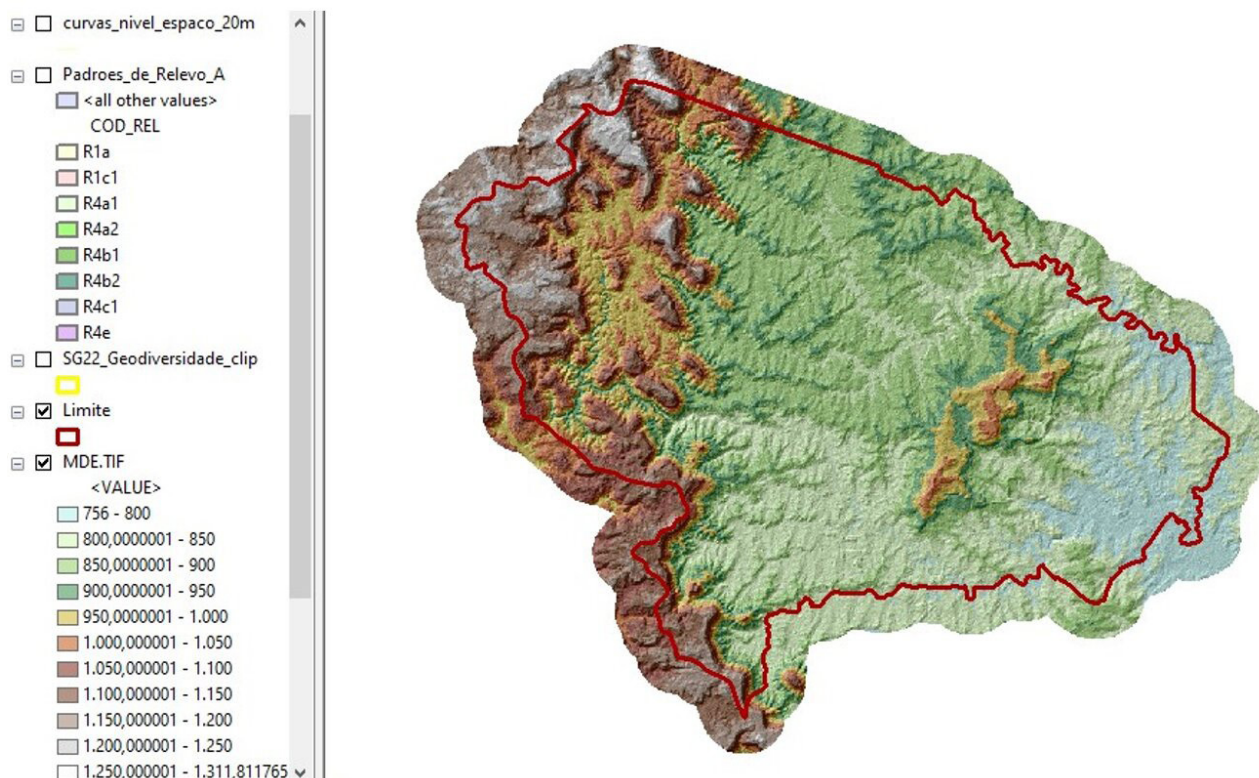 curvas_nivel_espaco_20m
Padroes_de_Relevo_A
<all other values>
COD_REL
R1a
R1c1
R4a1
R4a2
R4b1
R4b2
R4c1
R4e
SG22_Geodiversidade_clip
Limite
MDE.TIF
<VALUE>
756 - 800
800,0000001 - 850
850,0000001 - 900
900,0000001 - 950
950,0000001 - 1.000
1.000,000001 - 1.050
1.050,000001 - 1.100
1.100,000001 - 1.150
1.150,000001 - 1.200
1.200,000001 - 1.250
1.250,000001 - 1.311,811765